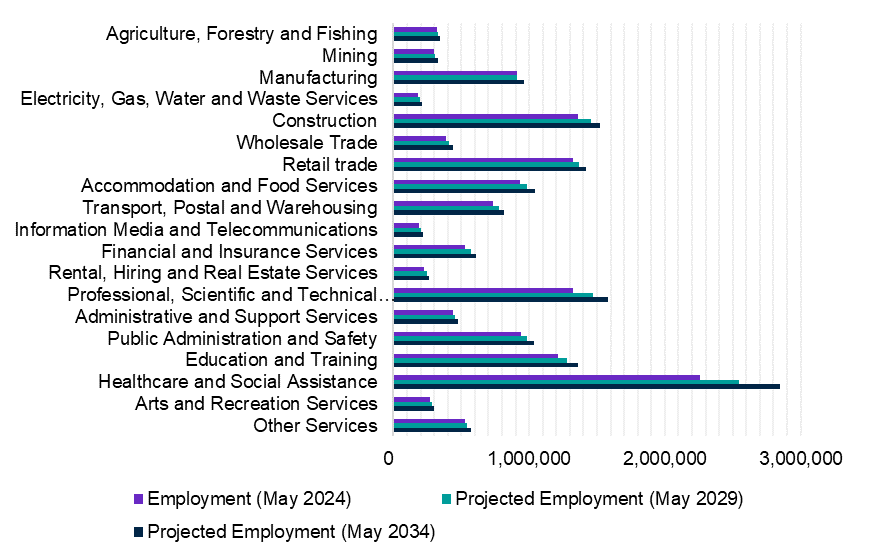 Agriculture, Forestry and Fishing
Mining
Manufacturing
Electricity, Gas, Water and Waste Services
Construction
Wholesale Trade
Retail trade
Accommodation and Food Services
Transport, Postal and Warehousing
Information Media and Telecommunications
Financial and Insurance Services
Rental, Hiring and Real Estate Services
Professional, Scientific and Technical…
Administrative and Support Services
Public Administration and Safety
Education and Training
Healthcare and Social Assistance
Arts and Recreation Services
Other Services
0 1,000,000 2,000,000 3,000,000
Employment (May 2024) Projected Employment (May 2029)
Projected Employment (May 2034)